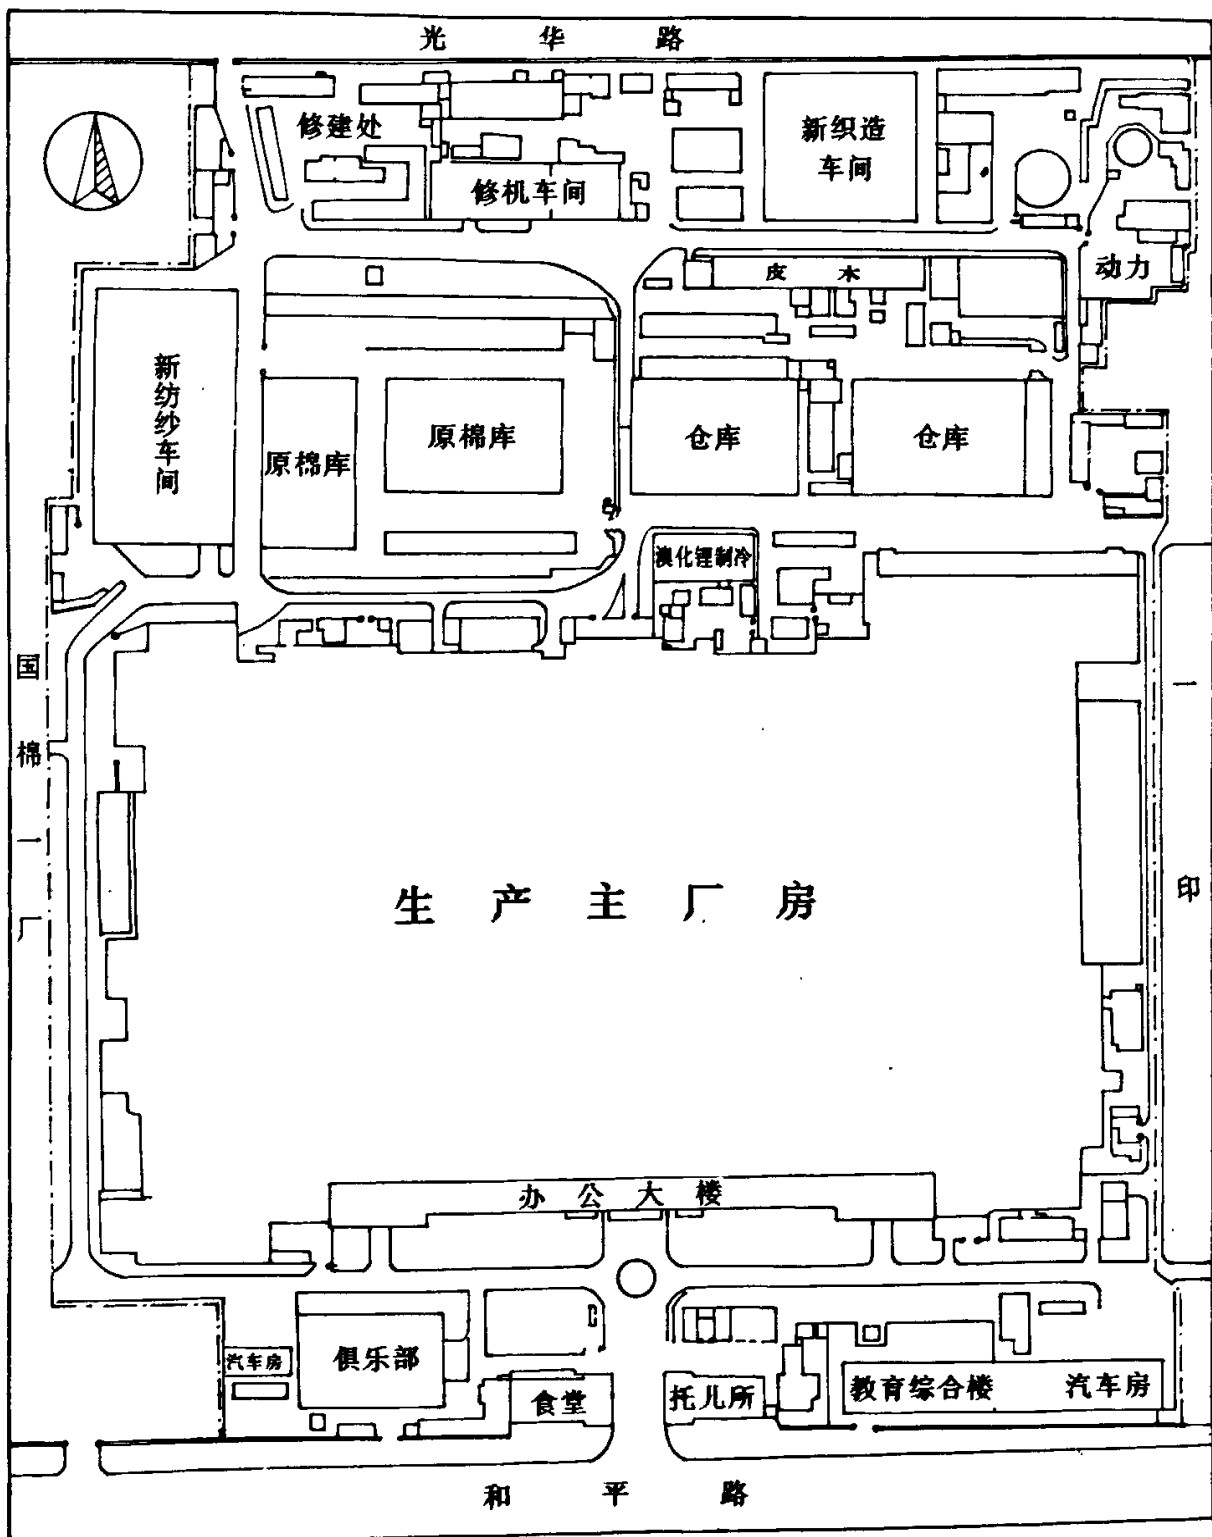 光华路
修建处
修机车间
新织造
车间
动力
皮木
新纺纱车间
原棉库
原棉库
仓库
仓库
溴化锂制冷
国棉一厂
一印
生产主厂房
办公大楼
汽车房
俱乐部
食堂
托儿所
教育综合楼
汽车房
和平路